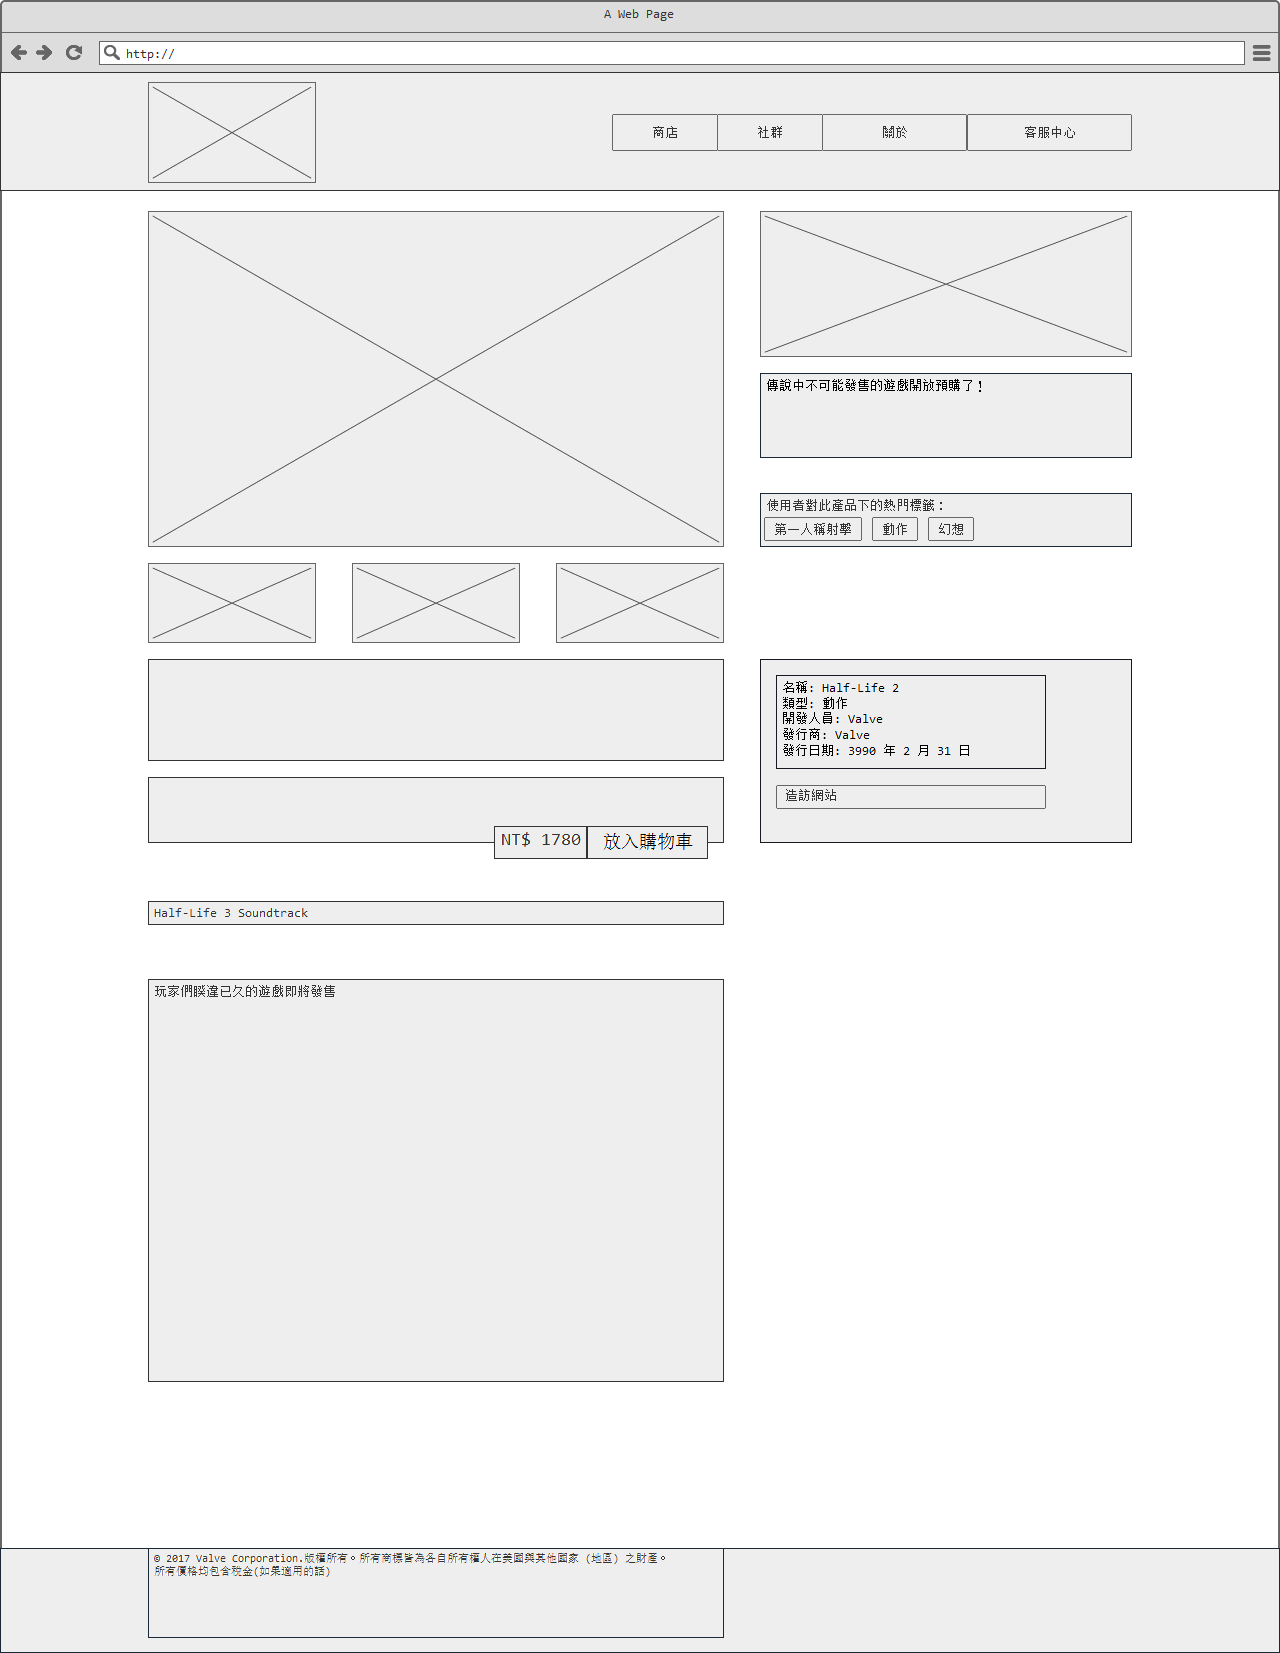 A Web Page
http://
商店
社群
關於
客服中心
傳說中不可能發售的遊戲開放預購了！
使用者對此產品下的熱門標籤：
第一人稱射擊
動作
幻想
名稱: Half-Life 2
類型: 動作
開發人員: Valve
發行商: Valve
發行日期: 3990 年 2 月 31 日
造訪網站
NT$ 1780
放入購物車
Half-Life 3 Soundtrack
玩家們睽違已久的遊戲即將發售
© 2017 Valve Corporation.版權所有。所有商標皆為各自所有權人在美國與其他國家 (地區) 之財產。
所有價格均包含稅金(如果適用的話)